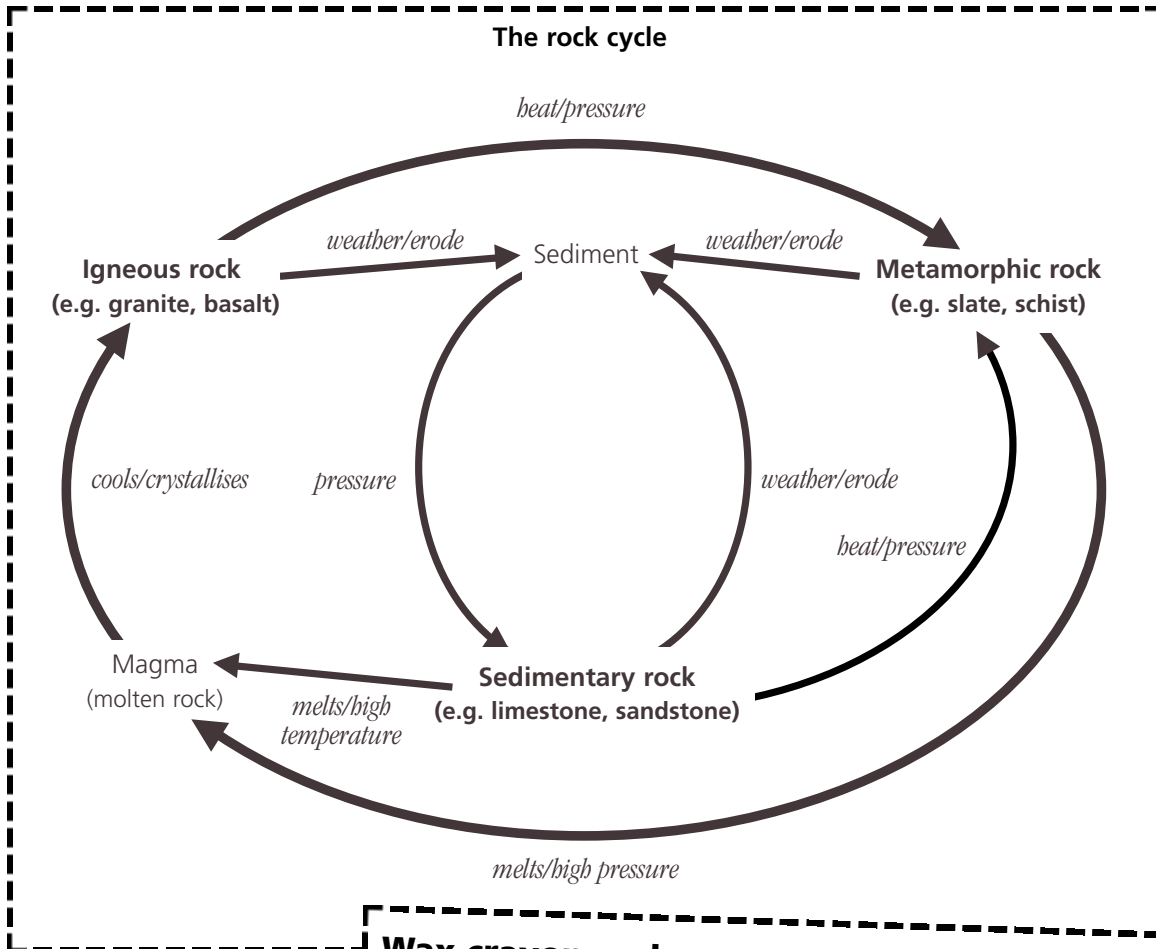 The rock cycle
heat/pressure
weather/erode
Sediment
weather/erode
Igneous rock
(e.g. granite, basalt)
Metamorphic rock
(e.g. slate, schist)
cools/crystallises
pressure
weather/erode
heat/pressure
Magma
(molten rock)
Sedimentary rock
(e.g. limestone, sandstone)
melts/high
temperature
melts/high pressure